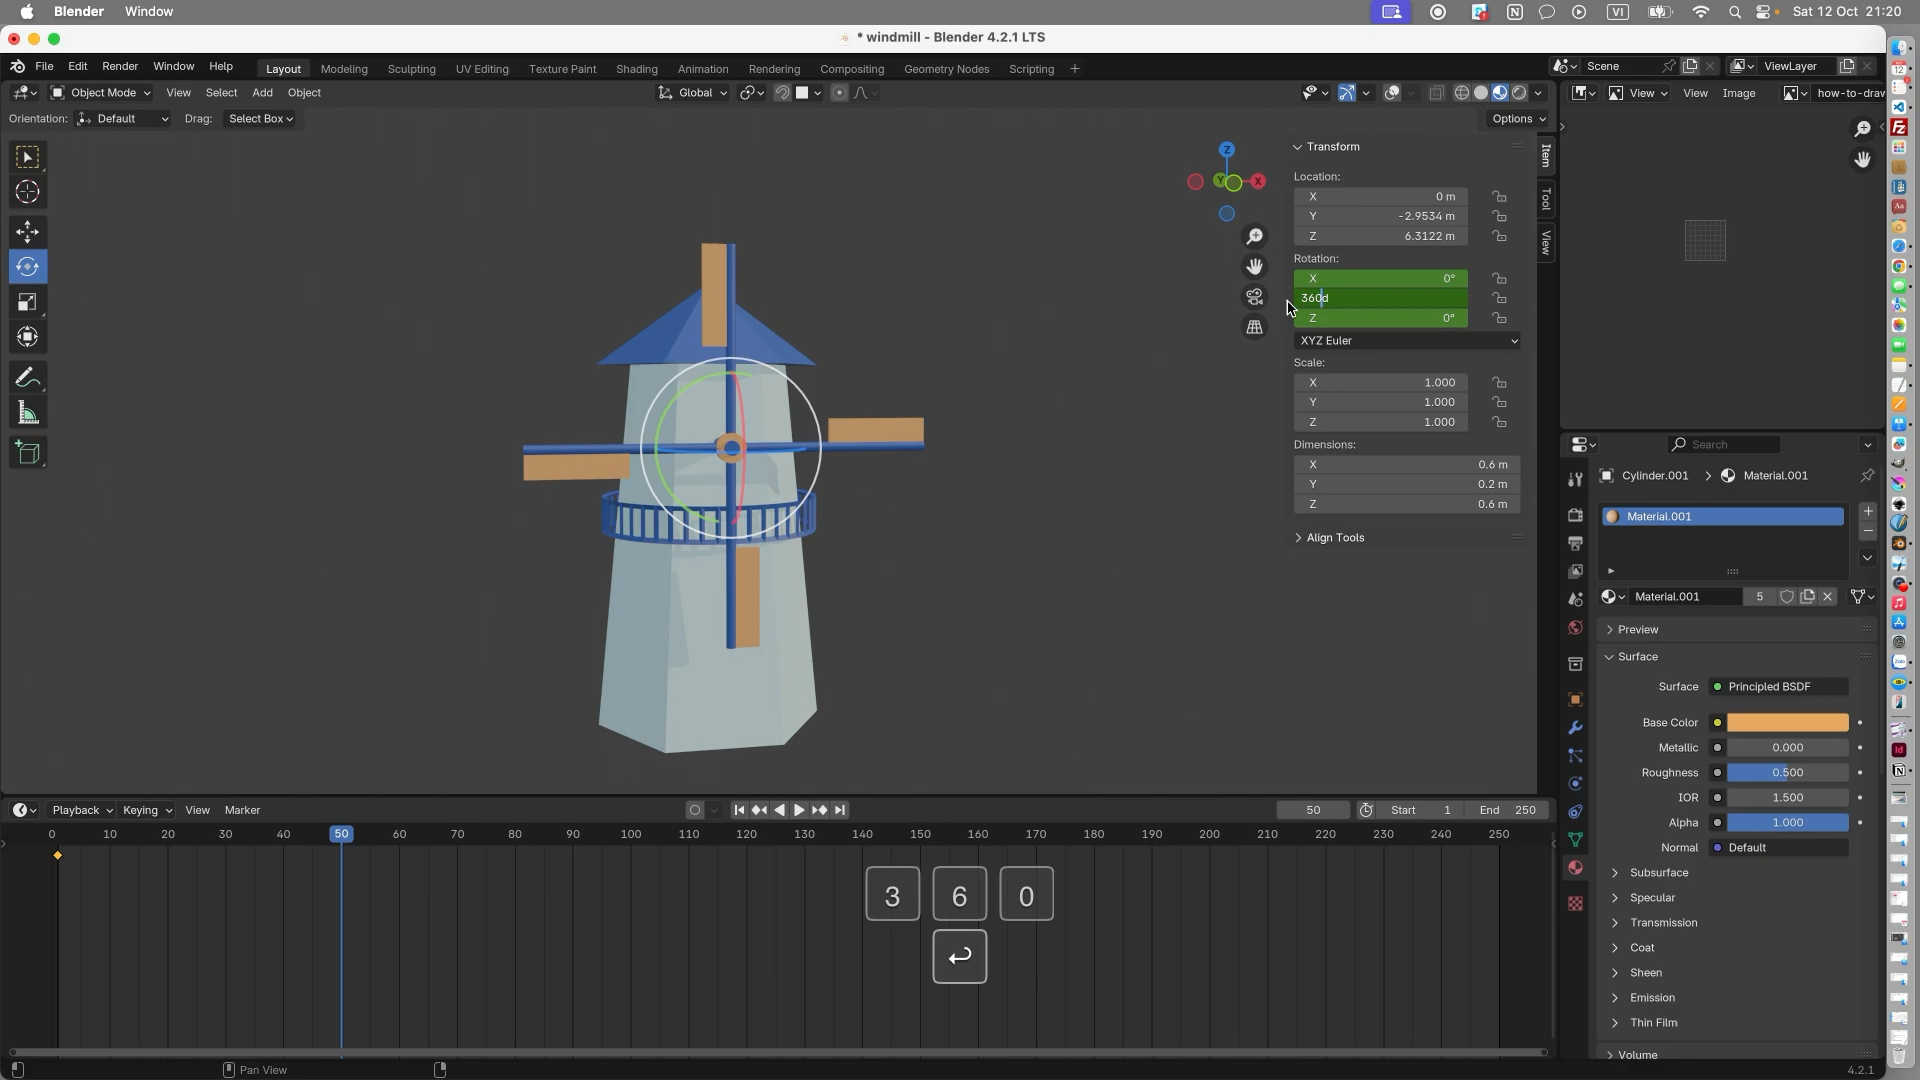 Blender Window
VI
Sat 12 Oct 21:20
* windmill - Blender 4.2.1 LTS
File Edit Render Window Help
Layout Modeling Sculpting UV Editing Texture Paint Shading Animation Rendering Compositing Geometry Nodes Scripting +
Scene
ViewLayer
Object Mode View Select Add Object
Global
View View Image how-to-draw
Orientation: Default Drag: Select Box
Options
Z
Y
X
Item
Tool
View
Transform
Location:
X 0 m
Y -2.9534 m
Z 6.3122 m
Rotation:
X 0°
360d
Z 0°
XYZ Euler
Scale:
X 1.000
Y 1.000
Z 1.000
Dimensions:
X 0.6 m
Y 0.2 m
Z 0.6 m
Align Tools
Search
Cylinder.001 > Material.001
Material.001
Material.001 5
Preview
Surface
Surface Principled BSDF
Base Color
Metallic 0.000
Roughness 0.500
IOR 1.500
Alpha 1.000
Normal Default
Subsurface
Specular
Transmission
Coat
Sheen
Emission
Thin Film
Volume
Playback Keying View Marker
50 Start 1 End 250
0 10 20 30 40 50 60 70 80 90 100 110 120 130 140 150 160 170 180 190 200 210 220 230 240 250
3 6 0
Pan View
4.2.1